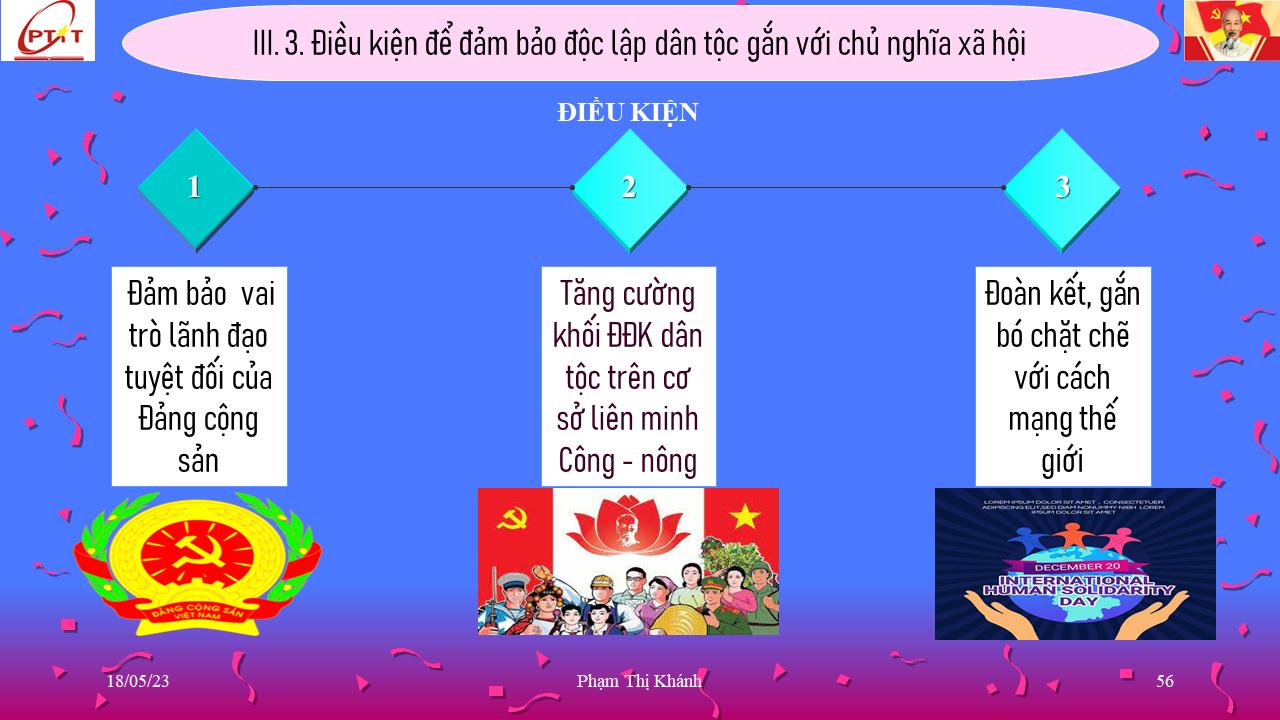 PTIT
III. 3. Điều kiện để đảm bảo độc lập dân tộc gắn với chủ nghĩa xã hội
ĐIỀU KIỆN
1
2
3
Đảm bảo vai
trò lãnh đạo
tuyệt đối của
Đảng cộng
sản
Tăng cường
khối ĐĐK dân
tộc trên cơ
sở liên minh
Công - nông
Đoàn kết, gắn
bó chặt chẽ
với cách
mạng thế
giới
ĐẢNG CỘNG SẢN
VIỆT NAM
LOREM IPSUM DOLOR SIT AMET , CONSECTETUER
ADIPISCING ELIT,SED DIAM NONUMMY NIBH LOREM
IPSUM DOLOR SIT AMET
DECEMBER 20
INTERNATIONAL
HUMAN SOLIDARITY
DAY
18/05/23
Phạm Thị Khánh
56